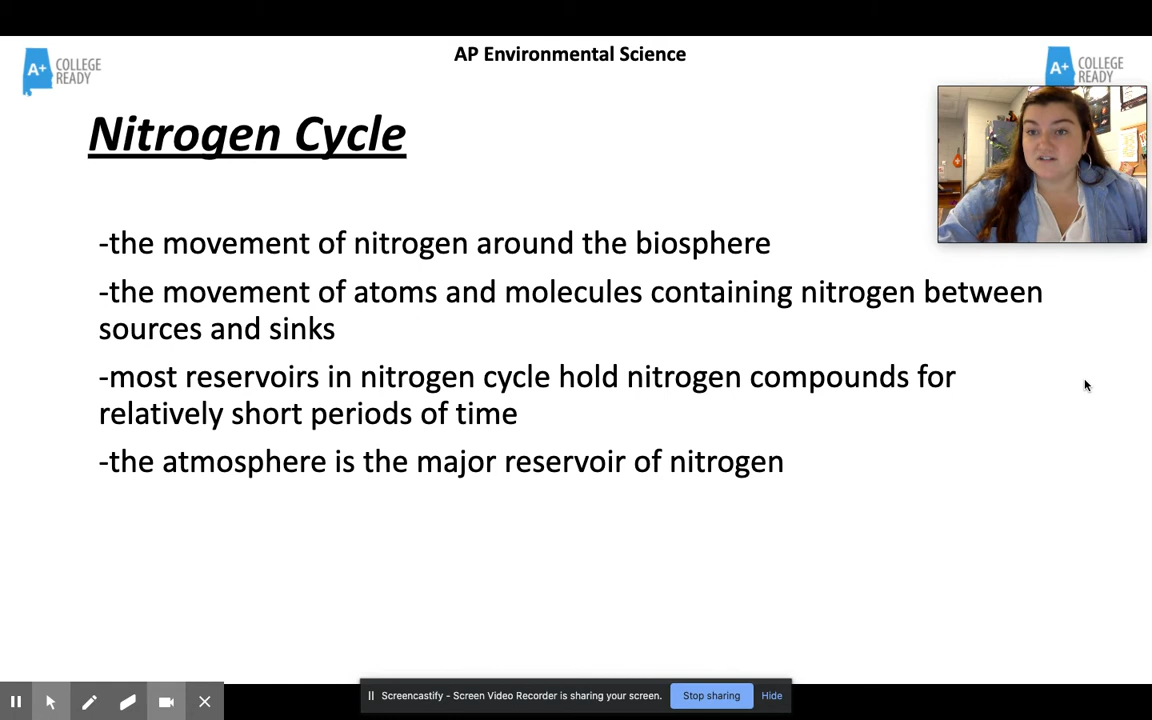 AP Environmental Science
A+ COLLEGE READY
A+ COLLEGE READY
Nitrogen Cycle
-the movement of nitrogen around the biosphere
-the movement of atoms and molecules containing nitrogen between
sources and sinks
-most reservoirs in nitrogen cycle hold nitrogen compounds for
relatively short periods of time
-the atmosphere is the major reservoir of nitrogen
Screencastify - Screen Video Recorder is sharing your screen. Stop sharing Hide